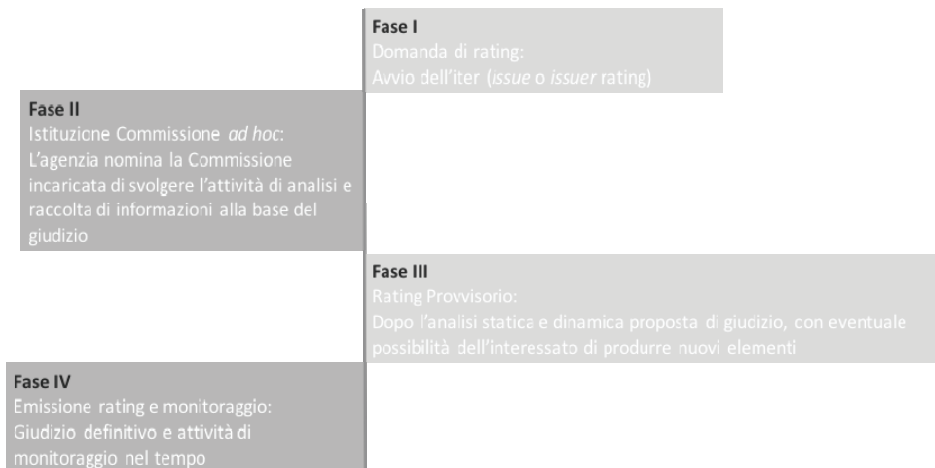 Fase I
Domanda di rating:
Avvio dell'iter (issue o issuer rating)
Fase II
Istituzione Commissione ad hoc:
L'agenzia nomina la Commissione
incaricata di svolgere l'attività di analisi e
raccolta di informazioni alla base del
giudizio
Fase III
Rating Provvisorio:
Dopo l'analisi statica e dinamica proposta di giudizio, con eventuale
possibilità dell'interessato di produrre nuovi elementi
Fase IV
Emissione rating e monitoraggio:
Giudizio definitivo e attività di
monitoraggio nel tempo